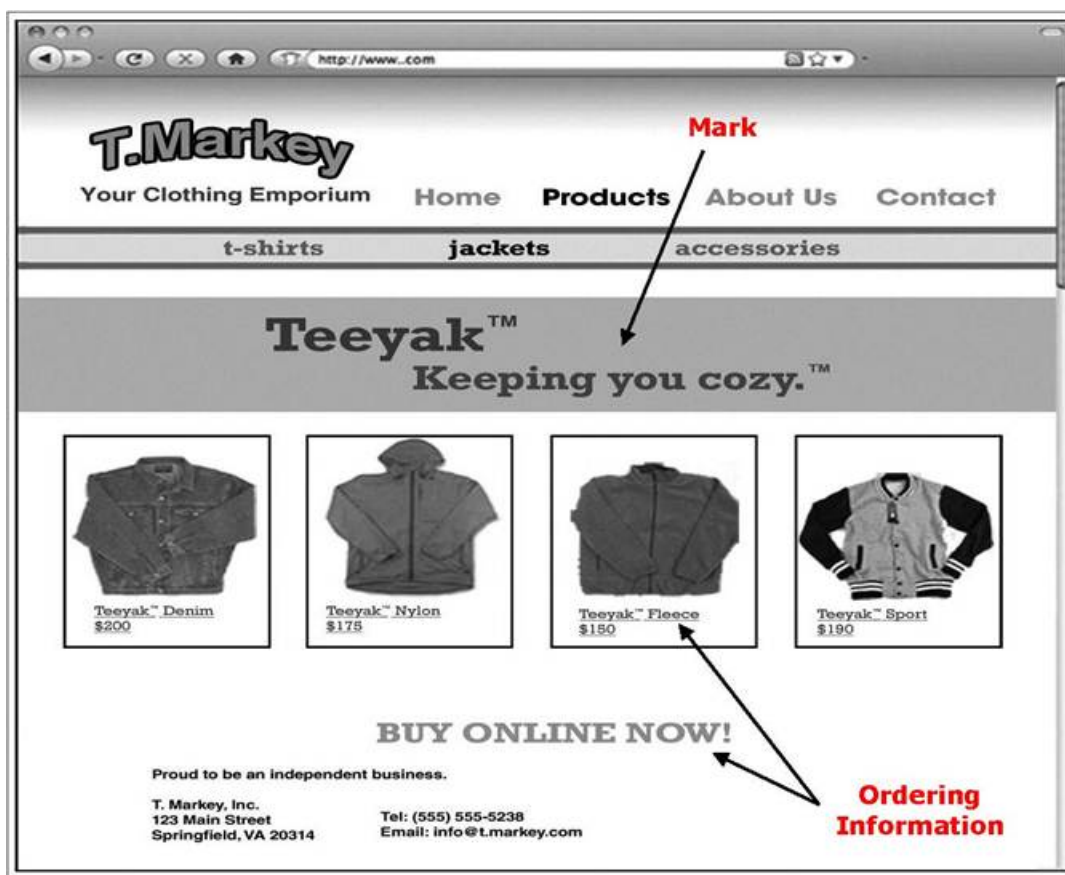 http://www..com
T.Markey
Mark
Your Clothing Emporium
Home Products About Us Contact
t-shirts jackets accessories
Teeyak™
Keeping you cozy.™
Teeyak™ Denim
$200
Teeyak™ Nylon
$175
Teeyak™ Fleece
$150
Teeyak™ Sport
$190
BUY ONLINE NOW!
Proud to be an independent business.
T. Markey, Inc.
123 Main Street
Springfield, VA 20314
Tel: (555) 555-5238
Email: info@t.markey.com
Ordering
Information